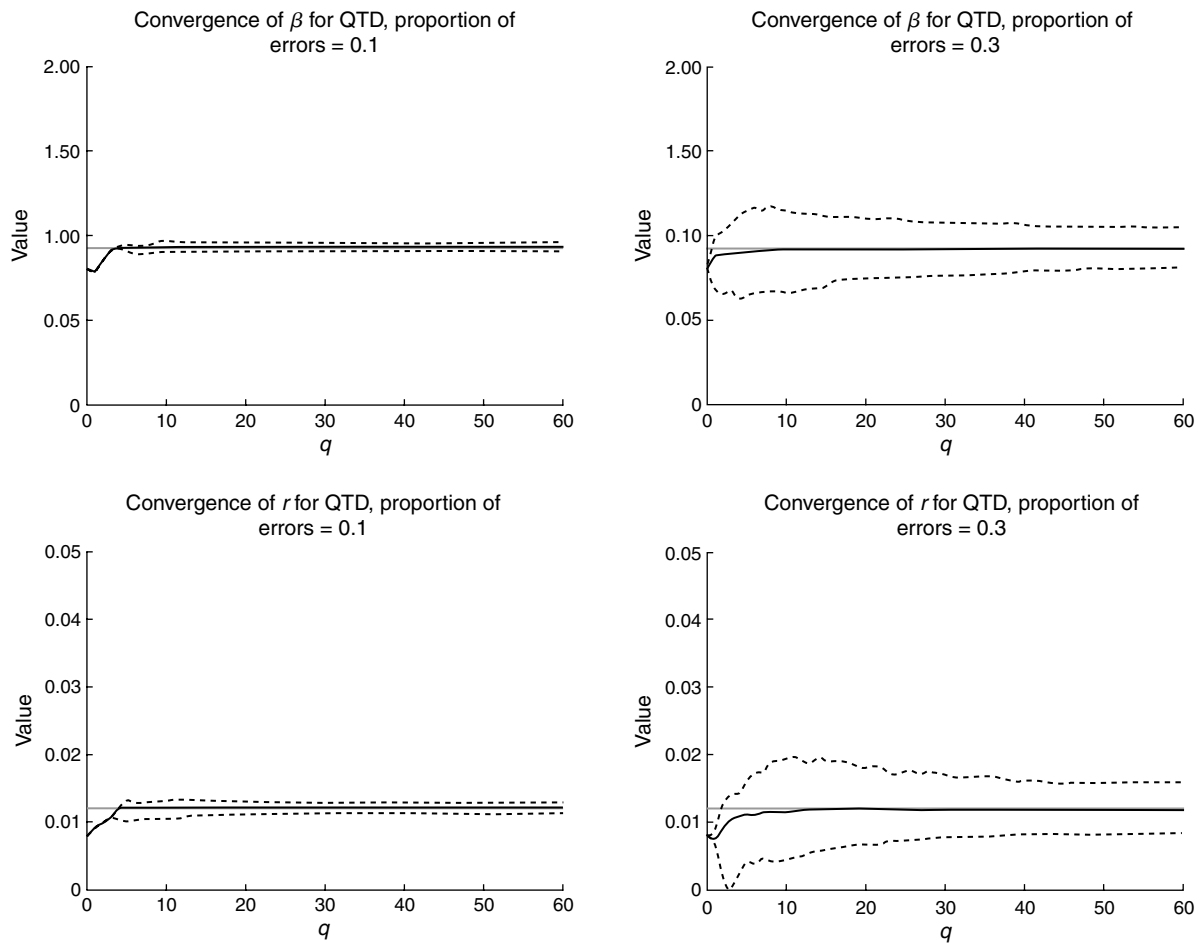 Convergence of β for QTD, proportion of
errors = 0.1
2.00
1.50
1.00
0.05
0
Value
0 10 20 30 40 50 60
q
Convergence of β for QTD, proportion of
errors = 0.3
2.00
1.50
0.10
0.05
0
Value
0 10 20 30 40 50 60
q
Convergence of r for QTD, proportion of
errors = 0.1
0.05
0.04
0.03
0.02
0.01
0
Value
0 10 20 30 40 50 60
q
Convergence of r for QTD, proportion of
errors = 0.3
0.05
0.04
0.03
0.02
0.01
0
Value
0 10 20 30 40 50 60
q